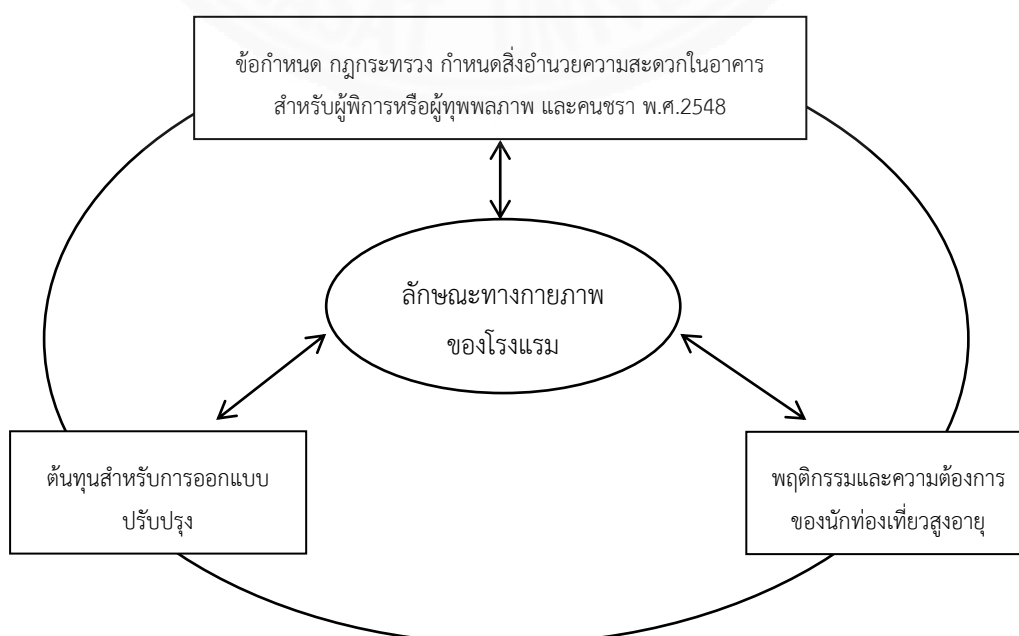 ข้อกำหนด กฎกระทรวง กำหนดสิ่งอำนวยความสะดวกในอาคาร
สำหรับผู้พิการหรือผู้ทุพพลภาพ และคนชรา พ.ศ.2548
ลักษณะทางกายภาพ
ของโรงแรม
ต้นทุนสำหรับการออกแบบ
ปรับปรุง
พฤติกรรมและความต้องการ
ของนักท่องเที่ยวสูงอายุ